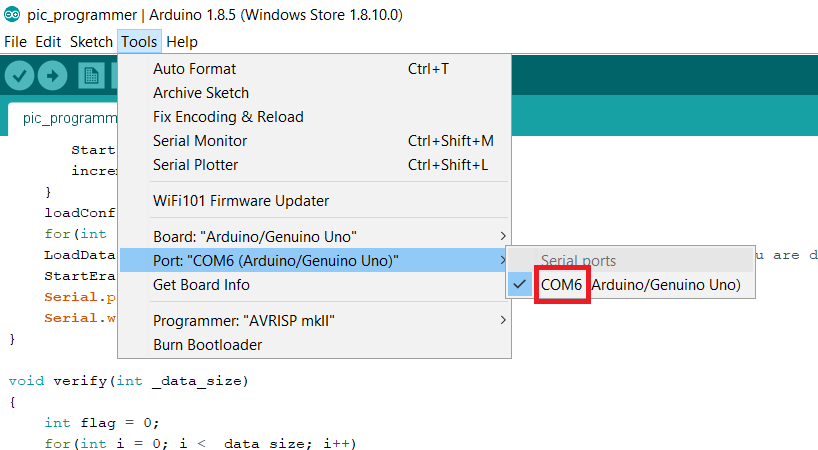 pic_programmer | Arduino 1.8.5 (Windows Store 1.8.10.0)
File Edit Sketch Tools Help
Auto Format Ctrl+T
Archive Sketch
Fix Encoding & Reload
Serial Monitor Ctrl+Shift+M
Serial Plotter Ctrl+Shift+L
WiFi101 Firmware Updater
Board: "Arduino/Genuino Uno"
Port: "COM6 (Arduino/Genuino Uno)"
Get Board Info
Programmer: "AVRISP mkII"
Burn Bootloader
Serial ports
COM6 (Arduino/Genuino Uno)
pic_programm
Start
increm
}
loadConf
for(int
LoadData u are d
StartEra
Serial.p
Serial.w
}
void verify(int _data_size)
{
int flag = 0;
for(int i = 0; i < _data_size; i++)